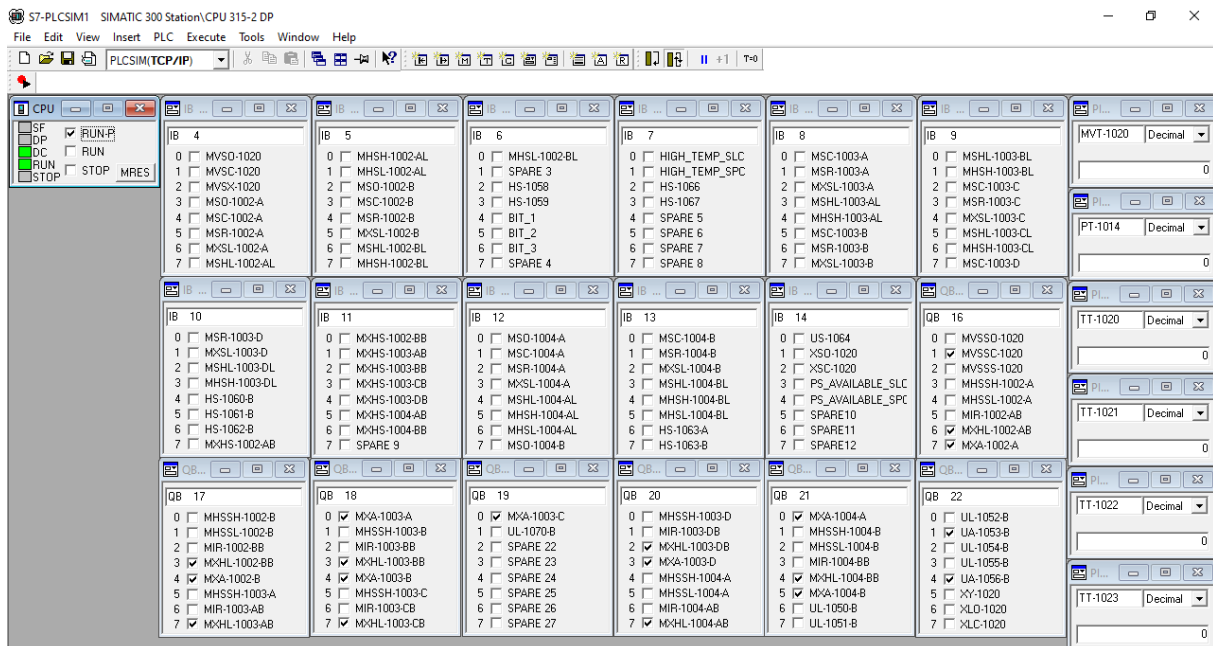 S7-PLCSIM1 SIMATIC 300 Station\CPU 315-2 DP
File Edit View Insert PLC Execute Tools Window Help
PLCSIM(TCP/IP) +1 T=0
CPU
SF
DP
DC
RUN
STOP
RUN-P
RUN
STOP MRES
IB ...
IB 4
0 MVSO-1020
1 MVSC-1020
2 MVSX-1020
3 MSO-1002-A
4 MSC-1002-A
5 MSR-1002-A
6 MXSL-1002-A
7 MSHL-1002-AL
IB ...
IB 5
0 MHSH-1002-AL
1 MHSL-1002-AL
2 MSO-1002-B
3 MSC-1002-B
4 MSR-1002-B
5 MXSL-1002-B
6 MSHL-1002-BL
7 MHSH-1002-BL
IB ...
IB 6
0 MHSL-1002-BL
1 SPARE 3
2 HS-1058
3 HS-1059
4 BIT_1
5 BIT_2
6 BIT_3
7 SPARE 4
IB ...
IB 7
0 HIGH_TEMP_SLC
1 HIGH_TEMP_SPC
2 HS-1066
3 HS-1067
4 SPARE 5
5 SPARE 6
6 SPARE 7
7 SPARE 8
IB ...
IB 8
0 MSC-1003-A
1 MSR-1003-A
2 MXSL-1003-A
3 MSHL-1003-AL
4 MHSH-1003-AL
5 MSC-1003-B
6 MSR-1003-B
7 MXSL-1003-B
IB ...
IB 9
0 MSHL-1003-BL
1 MHSH-1003-BL
2 MSC-1003-C
3 MSR-1003-C
4 MXSL-1003-C
5 MSHL-1003-CL
6 MHSH-1003-CL
7 MSC-1003-D
PI...
MVT-1020 Decimal
0
PI...
PT-1014 Decimal
0
IB ...
IB 10
0 MSR-1003-D
1 MXSL-1003-D
2 MSHL-1003-DL
3 MHSH-1003-DL
4 HS-1060-B
5 HS-1061-B
6 HS-1062-B
7 MXHS-1002-AB
IB ...
IB 11
0 MXHS-1002-BB
1 MXHS-1003-AB
2 MXHS-1003-BB
3 MXHS-1003-CB
4 MXHS-1003-DB
5 MXHS-1004-AB
6 MXHS-1004-BB
7 SPARE 9
IB ...
IB 12
0 MSO-1004-A
1 MSC-1004-A
2 MSR-1004-A
3 MXSL-1004-A
4 MSHL-1004-AL
5 MHSH-1004-AL
6 MHSL-1004-AL
7 MSO-1004-B
IB ...
IB 13
0 MSC-1004-B
1 MSR-1004-B
2 MXSL-1004-B
3 MSHL-1004-BL
4 MHSH-1004-BL
5 MHSL-1004-BL
6 HS-1063-A
7 HS-1063-B
IB ...
IB 14
0 US-1064
1 XSO-1020
2 XSC-1020
3 PS_AVAILABLE_SLC
4 PS_AVAILABLE_SPC
5 SPARE10
6 SPARE11
7 SPARE12
QB...
QB 16
0 MVSSO-1020
1 MVSSC-1020
2 MVSSS-1020
3 MHSSH-1002-A
4 MHSSL-1002-A
5 MIR-1002-AB
6 MXHL-1002-AB
7 MXA-1002-A
PI...
TT-1020 Decimal
0
PI...
TT-1021 Decimal
0
QB...
QB 17
0 MHSSH-1002-B
1 MHSSL-1002-B
2 MIR-1002-BB
3 MXHL-1002-BB
4 MXA-1002-B
5 MHSSH-1003-A
6 MIR-1003-AB
7 MXHL-1003-AB
QB...
QB 18
0 MXA-1003-A
1 MHSSH-1003-B
2 MIR-1003-BB
3 MXHL-1003-BB
4 MXA-1003-B
5 MHSSH-1003-C
6 MIR-1003-CB
7 MXHL-1003-CB
QB...
QB 19
0 MXA-1003-C
1 UL-1070-B
2 SPARE 22
3 SPARE 23
4 SPARE 24
5 SPARE 25
6 SPARE 26
7 SPARE 27
QB...
QB 20
0 MHSSH-1003-D
1 MIR-1003-DB
2 MXHL-1003-DB
3 MXA-1003-D
4 MHSSH-1004-A
5 MHSSL-1004-A
6 MIR-1004-AB
7 MXHL-1004-AB
QB...
QB 21
0 MXA-1004-A
1 MHSSH-1004-B
2 MHSSL-1004-B
3 MIR-1004-BB
4 MXHL-1004-BB
5 MXA-1004-B
6 UL-1050-B
7 UL-1051-B
QB...
QB 22
0 UL-1052-B
1 UA-1053-B
2 UL-1054-B
3 UL-1055-B
4 UA-1056-B
5 XY-1020
6 XLO-1020
7 XLC-1020
PI...
TT-1022 Decimal
0
PI...
TT-1023 Decimal
0